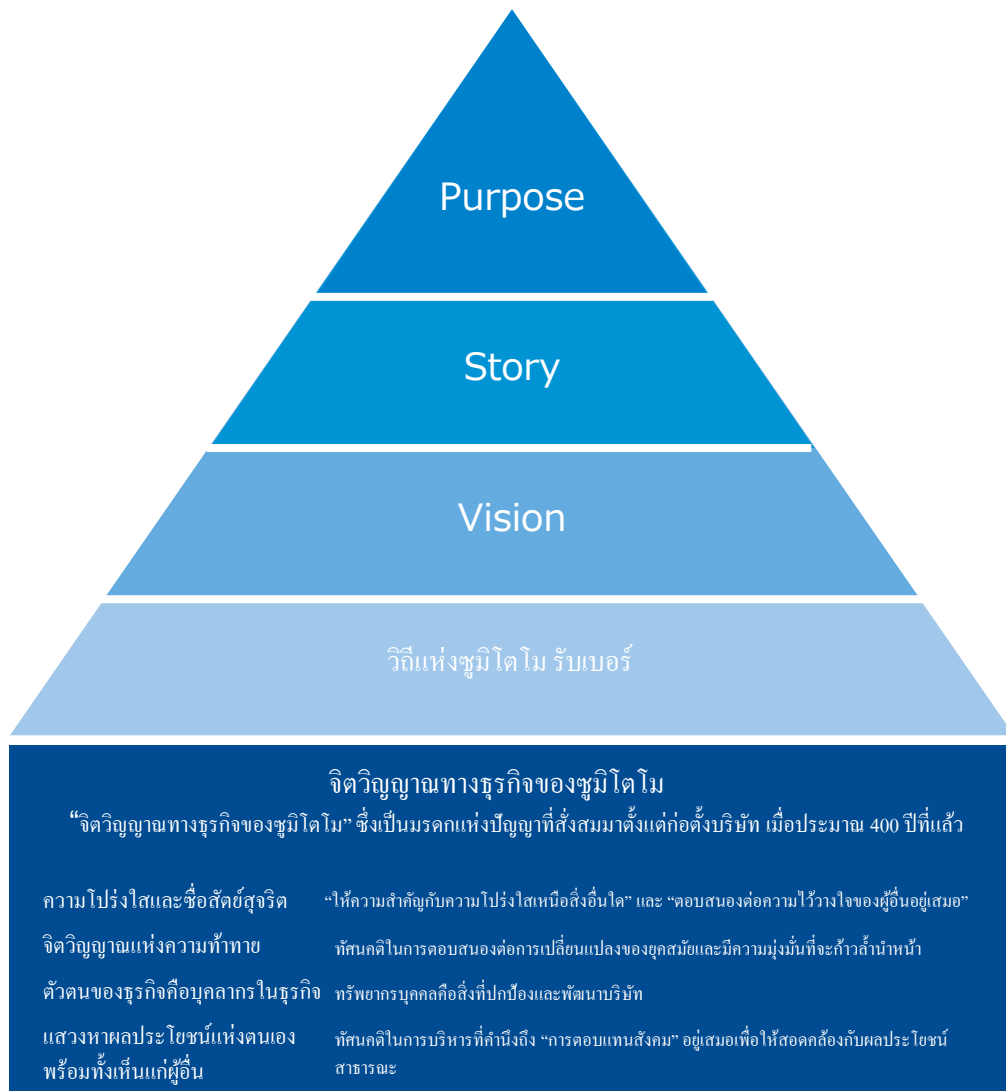 Purpose
Story
Vision
วิถีแห่งซูมิโตโม รับเบอร์
จิตวิญญาณทางธุรกิจของซูมิโตโม
“จิตวิญญาณทางธุรกิจของซูมิโตโม” ซึ่งเป็นมรดกแห่งปัญญาที่สั่งสมมาตั้งแต่ก่อตั้งบริษัท เมื่อประมาณ 400 ปีที่แล้ว
ความโปร่งใสและซื่อสัตย์สุจริต “ให้ความสำคัญกับความโปร่งใสเหนือสิ่งอื่นใด” และ “ตอบสนองต่อความไว้วางใจของผู้อื่นอยู่เสมอ”
จิตวิญญาณแห่งความท้าทาย ทัศนคติในการตอบสนองต่อการเปลี่ยนแปลงของยุคสมัยและมีความมุ่งมั่นที่จะก้าวล้ำนำหน้า
ตัวตนของธุรกิจคือบุคลากรในธุรกิจ ทรัพยากรบุคคลคือสิ่งที่ปกป้องและพัฒนาบริษัท
แสวงหาผลประโยชน์แห่งตนเอง ทัศนคติในการบริหารที่คำนึงถึง “การตอบแทนสังคม” อยู่เสมอเพื่อให้สอดคล้องกับผลประโยชน์
พร้อมทั้งเห็นแก่ผู้อื่น สาธารณะ